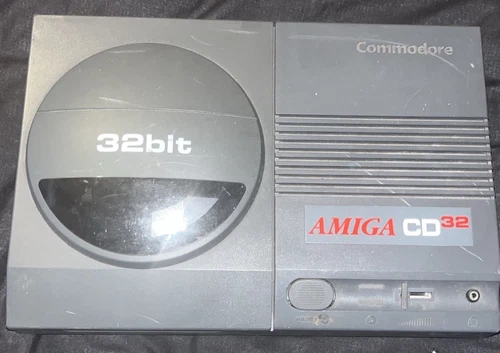 Commodore
32bit
AMIGA CD32